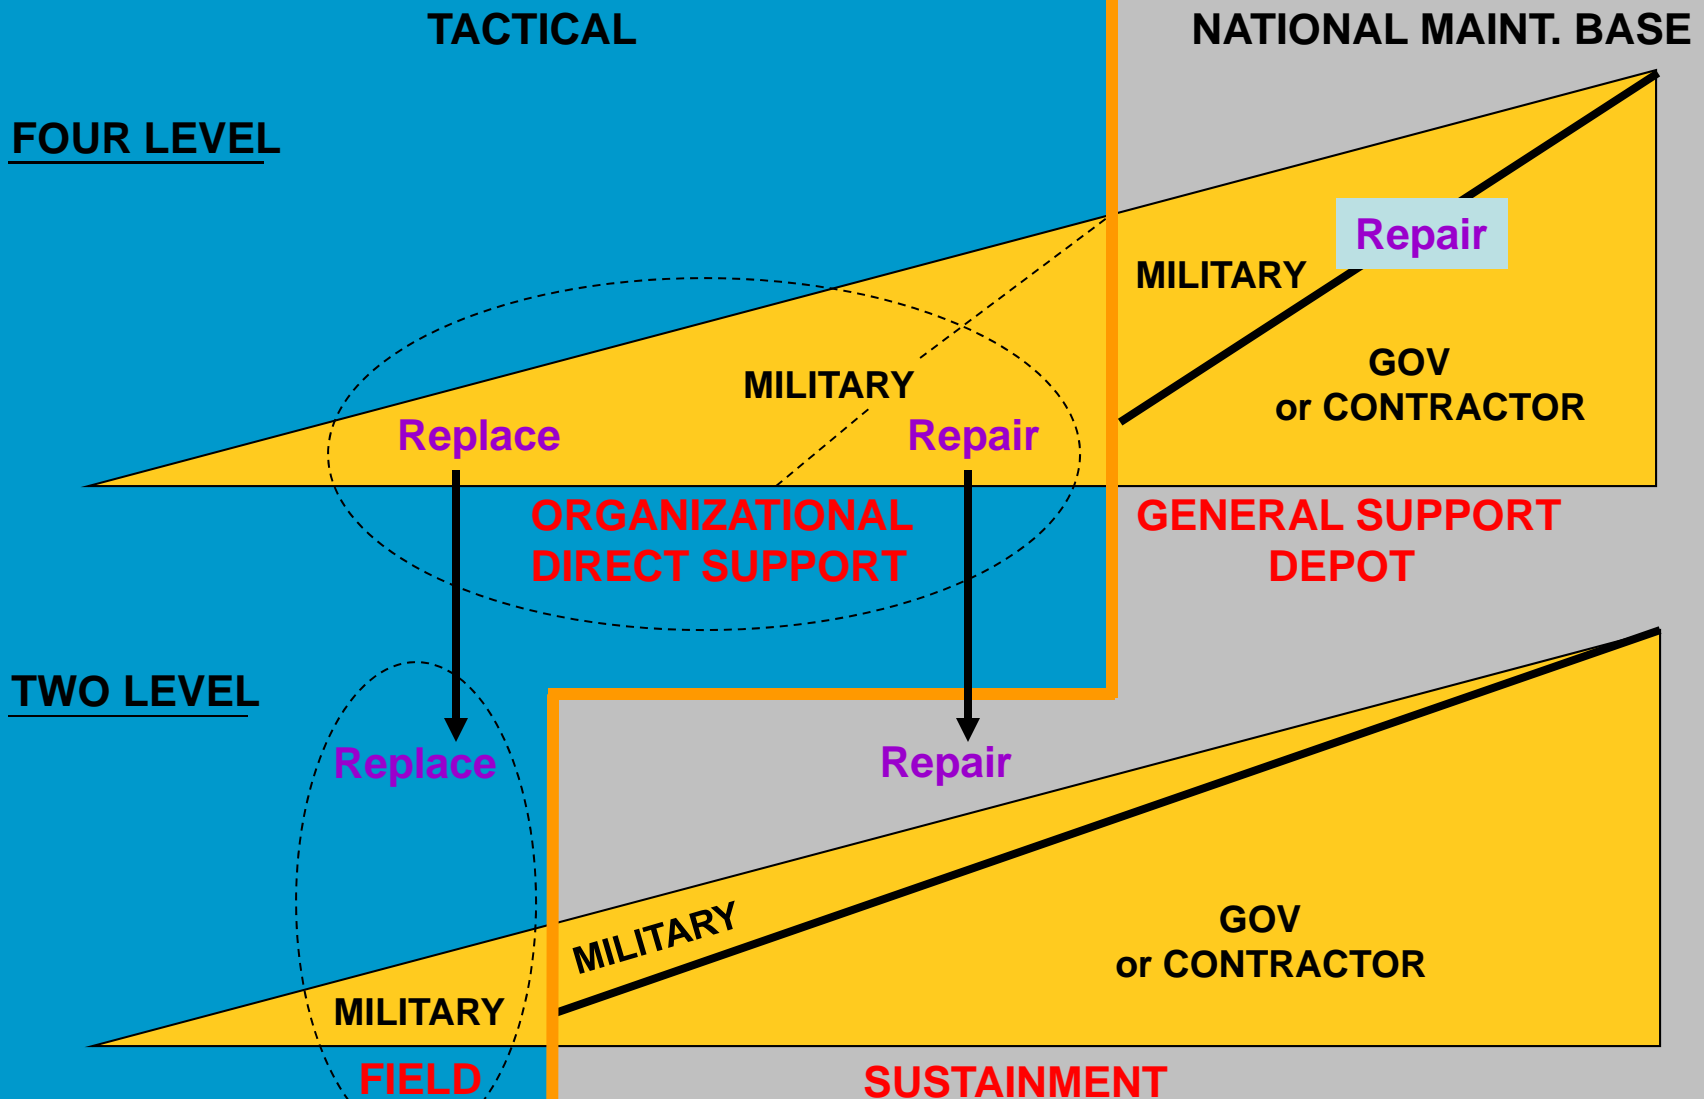 TACTICAL
NATIONAL MAINT. BASE
FOUR LEVEL
Repair
MILITARY
GOV
or CONTRACTOR
MILITARY
Replace
Repair
ORGANIZATIONAL
DIRECT SUPPORT
GENERAL SUPPORT
DEPOT
TWO LEVEL
Replace
Repair
MILITARY
GOV
or CONTRACTOR
MILITARY
FIELD
SUSTAINMENT